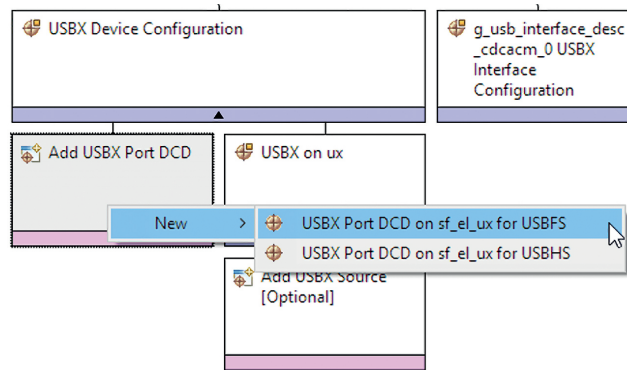 USBX Device Configuration
g_usb_interface_desc
_cdcacm_0 USBX
Interface
Configuration
Add USBX Port DCD
USBX on ux
New
USBX Port DCD on sf_el_ux for USBFS
USBX Port DCD on sf_el_ux for USBHS
Add USBX Source
[Optional]